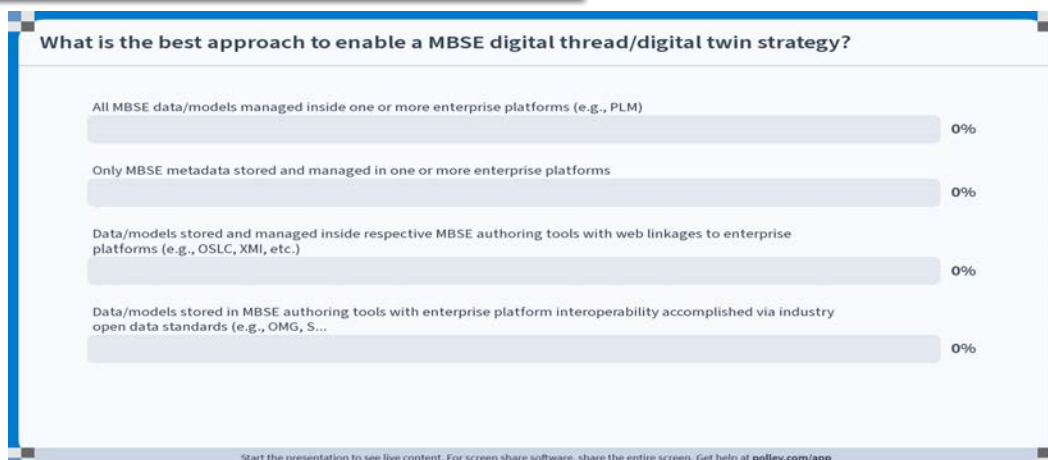 What is the best approach to enable a MBSE digital thread/digital twin strategy?
All MBSE data/models managed inside one or more enterprise platforms (e.g., PLM)
0%
Only MBSE metadata stored and managed in one or more enterprise platforms
0%
Data/models stored and managed inside respective MBSE authoring tools with web linkages to enterprise
platforms (e.g., OSLC, XMI, etc.)
0%
Data/models stored in MBSE authoring tools with enterprise platform interoperability accomplished via industry
open data standards (e.g., OMG, S...
0%
Start the presentation to see live content. For screen share software, share the entire screen. Get help at pollev.com/app